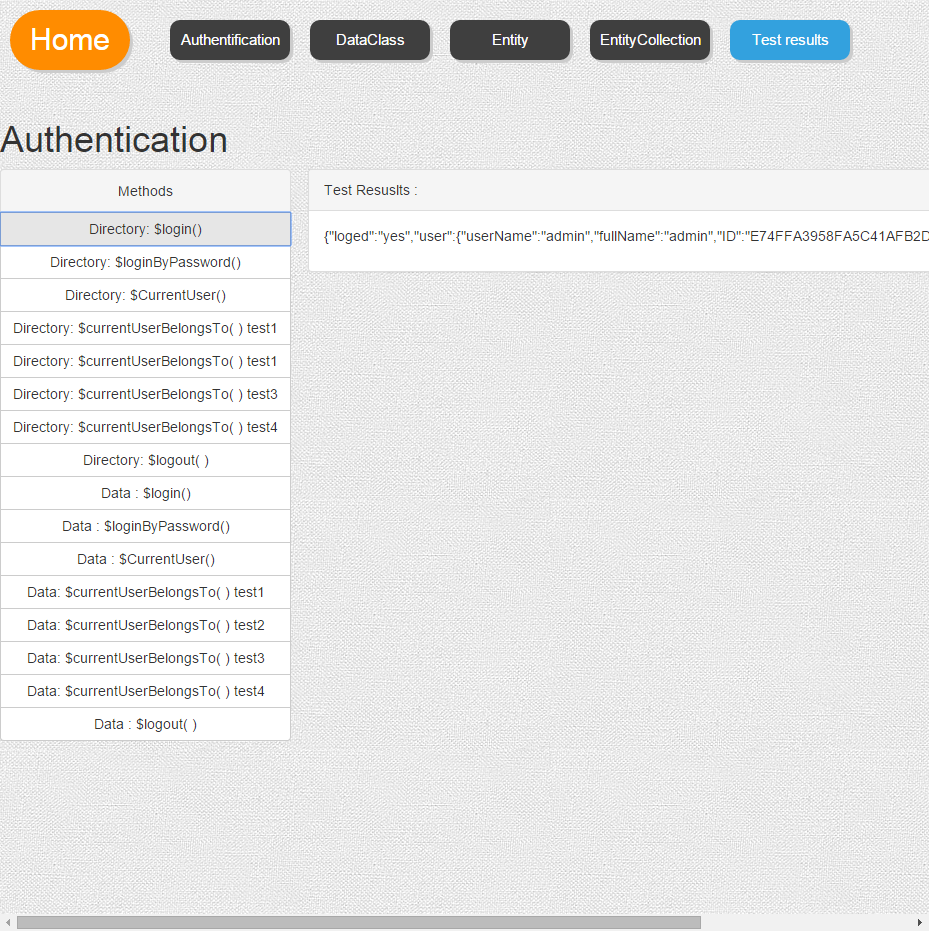 Home
Authentification
DataClass
Entity
EntityCollection
Test results
Authentication
Methods
Directory: $login()
Directory: $loginByPassword()
Directory: $CurrentUser()
Directory: $currentUserBelongsTo( ) test1
Directory: $currentUserBelongsTo( ) test1
Directory: $currentUserBelongsTo( ) test3
Directory: $currentUserBelongsTo( ) test4
Directory: $logout( )
Data : $login()
Data : $loginByPassword()
Data : $CurrentUser()
Data: $currentUserBelongsTo( ) test1
Data: $currentUserBelongsTo( ) test2
Data: $currentUserBelongsTo( ) test3
Data: $currentUserBelongsTo( ) test4
Data : $logout( )
Test Resuslts :
{"loged":"yes","user":{"userName":"admin","fullName":"admin","ID":"E74FFA3958FA5C41AFB2D